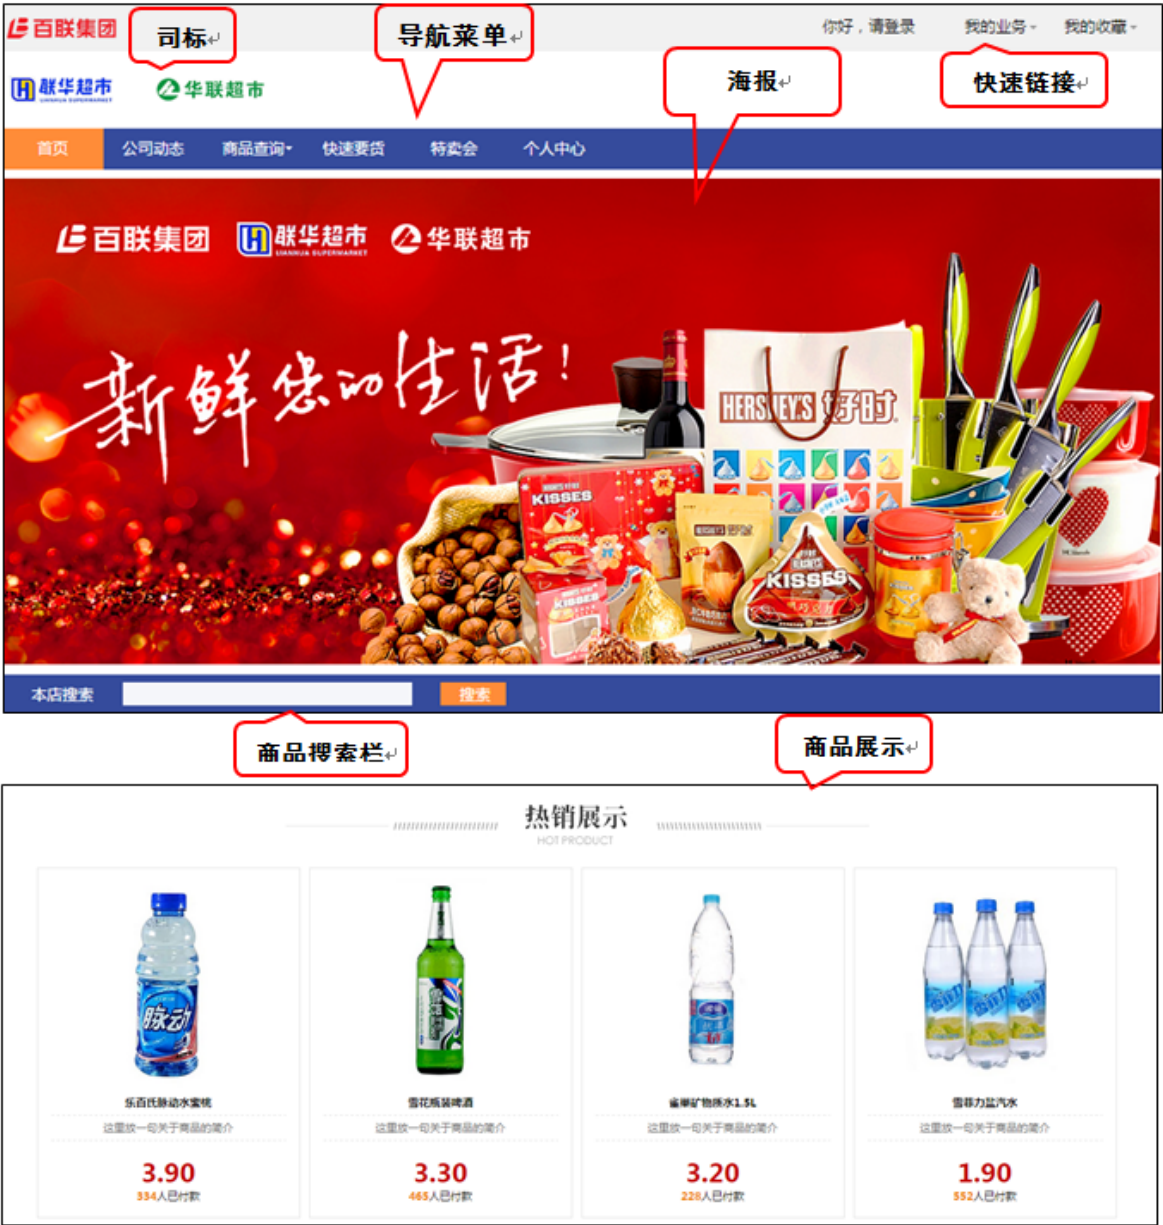 百联集团
司标
导航菜单
你好，请登录
我的业务
我的收藏
联华超市
LIANHUA SUPERMARKET
华联超市
海报
快速链接
首页
公司动态
商品查询
快速要货
特卖会
个人中心
百联集团
联华超市
LIANHUA SUPERMARKET
华联超市
新鲜您的生活！
HERSHEY'S 好时
KISSES
KISSES
HERSHEY'S 好时
HERSHEY'S
KISSES
本店搜索
搜索
商品搜索栏
商品展示
热销展示
HOT PRODUCT
脉动
乐百氏脉动水蜜桃
雪花瓶装啤酒
雀巢矿物质水1.5L
雪菲力盐汽水
这里放一句关于商品的简介
这里放一句关于商品的简介
这里放一句关于商品的简介
这里放一句关于商品的简介
3.90
3.30
3.20
1.90
334人已付款
465人已付款
228人已付款
552人已付款